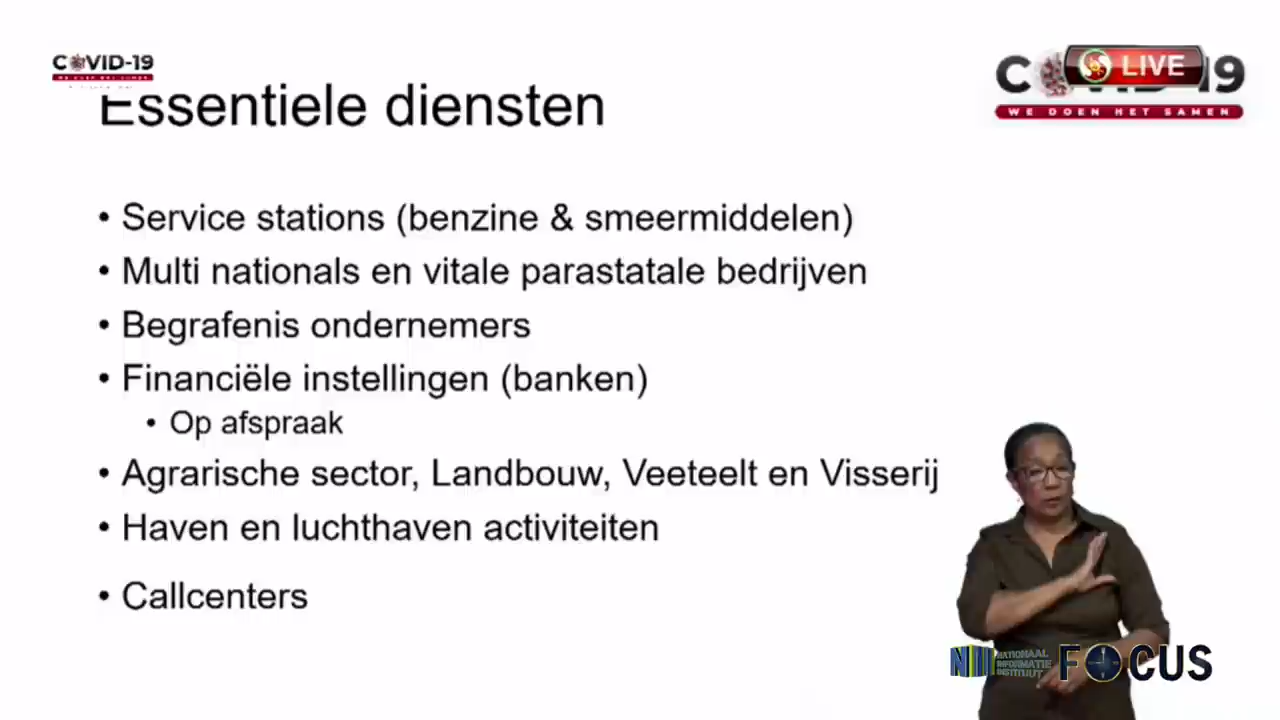 COVID-19
Essentiele diensten
LIVE
WE DOEN HET SAMEN
• Service stations (benzine & smeermiddelen)
• Multi nationals en vitale parastatale bedrijven
• Begrafenis ondernemers
• Financiële instellingen (banken)
• Op afspraak
• Agrarische sector, Landbouw, Veeteelt en Visserij
• Haven en luchthaven activiteiten
• Callcenters
NATIONAAL
INFORMATIE
INSTITUUT
FOCUS